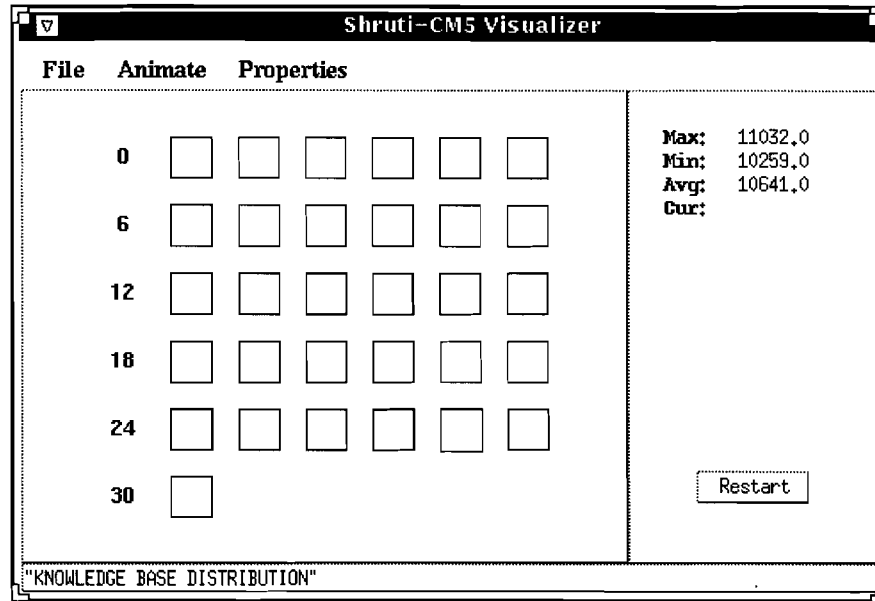 Shruti-CM5 Visualizer
File Animate Properties
0
6
12
18
24
30
Max: 11032.0
Min: 10259.0
Avg: 10641.0
Cur:
Restart
"KNOWLEDGE BASE DISTRIBUTION"